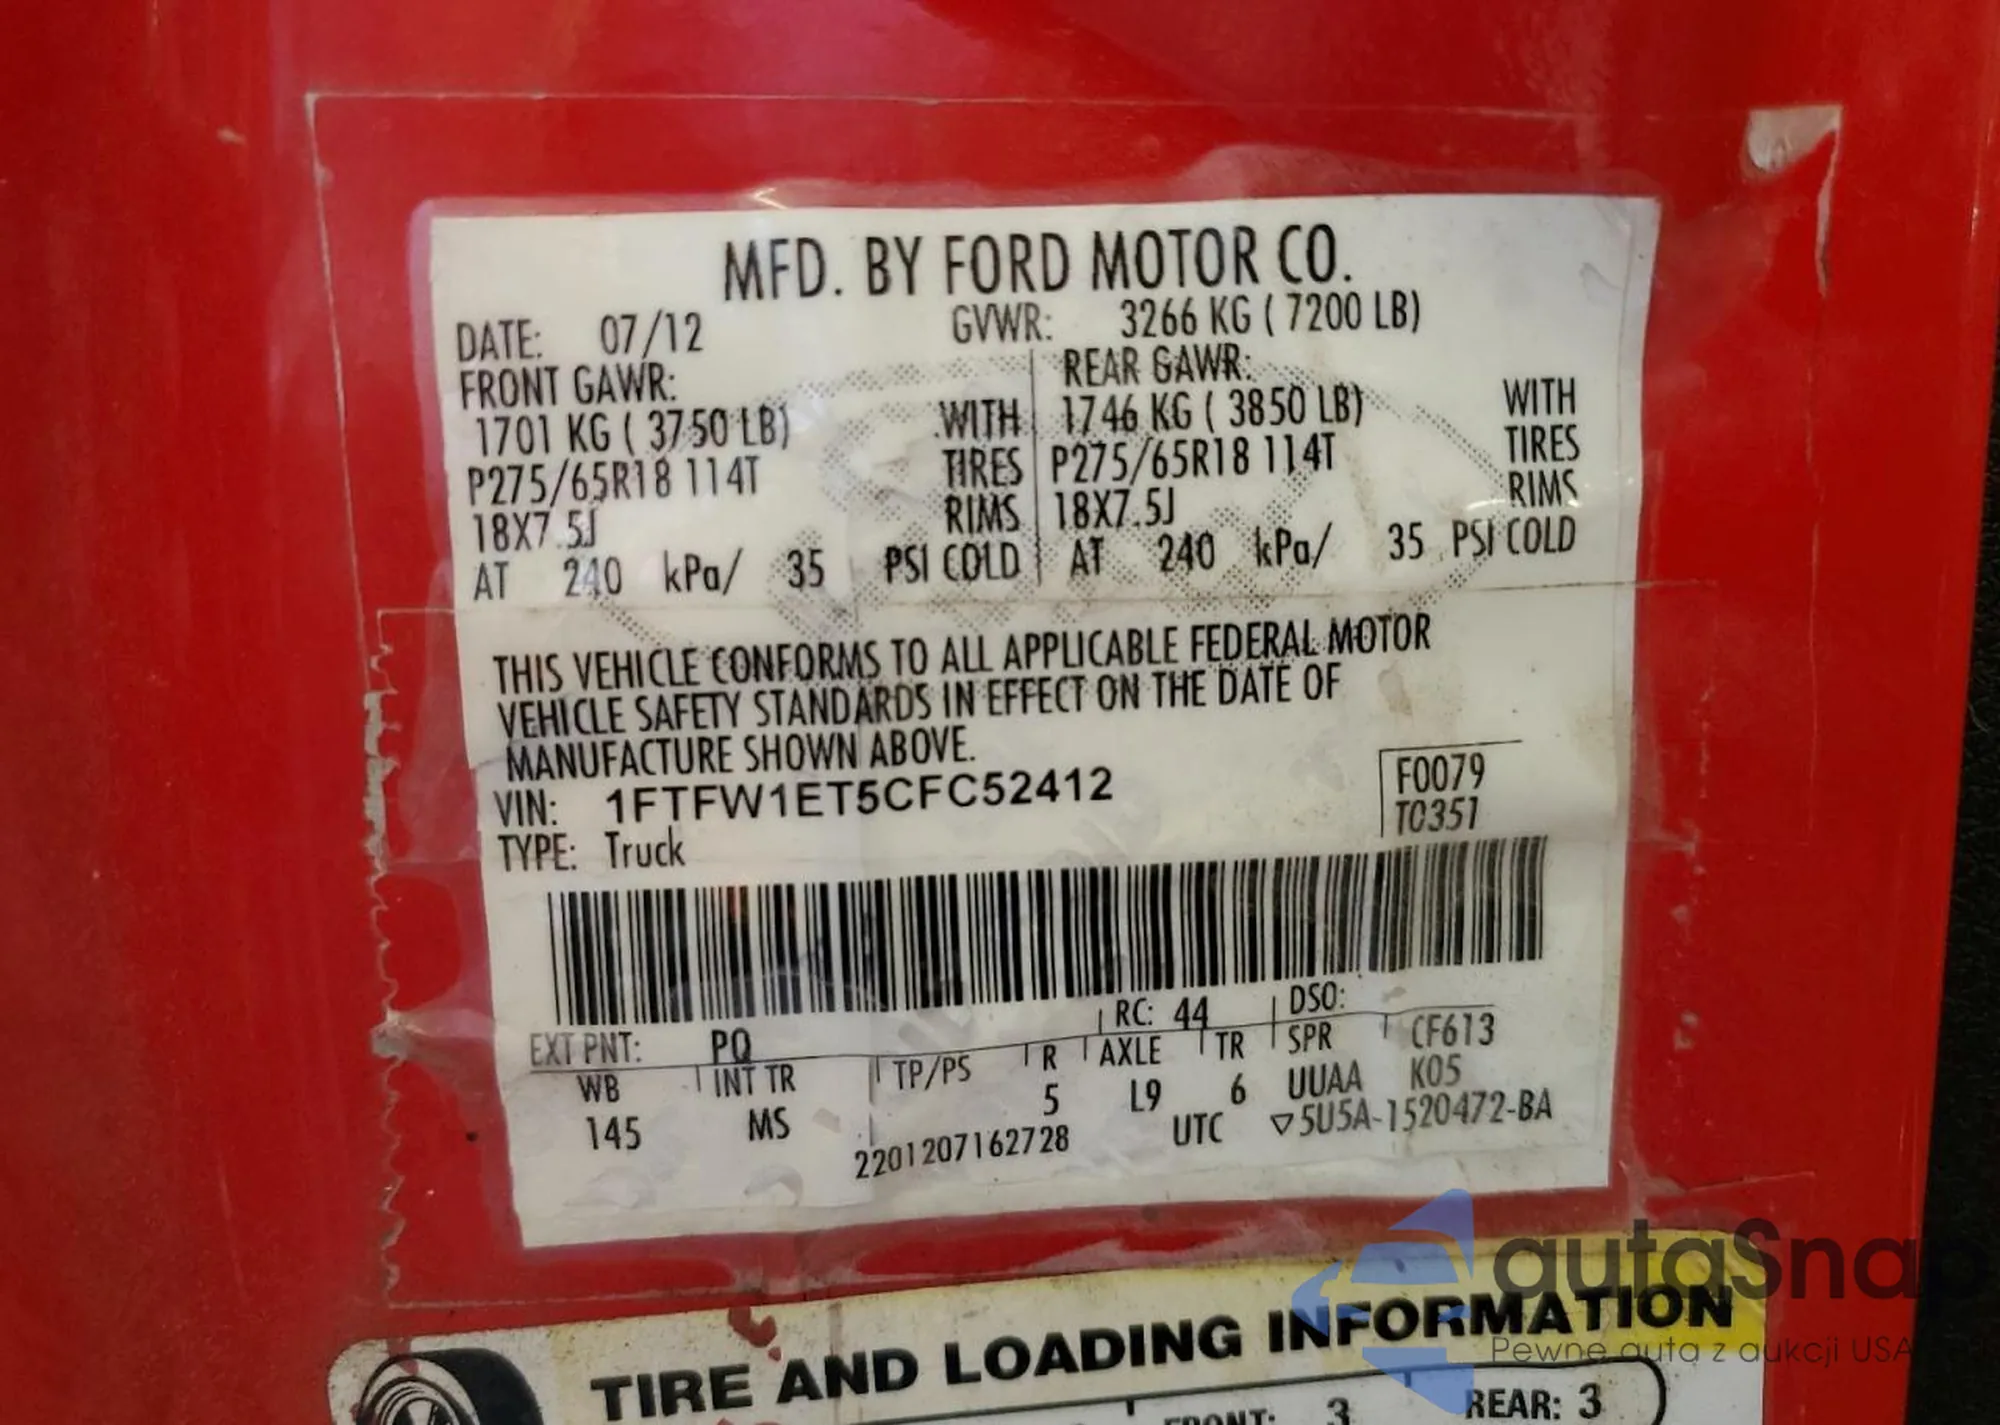 MFD. BY FORD MOTOR CO.
DATE: 07/12 GVWR: 3266 KG ( 7200 LB)
FRONT GAWR: REAR GAWR:
1701 KG ( 3750 LB) WITH 1746 KG ( 3850 LB) WITH
P275/65R18 114T TIRES P275/65R18 114T TIRES
18X7.5J RIMS 18X7.5J RIMS
AT 240 kPa/ 35 PSI COLD AT 240 kPa/ 35 PSI COLD
THIS VEHICLE CONFORMS TO ALL APPLICABLE FEDERAL MOTOR
VEHICLE SAFETY STANDARDS IN EFFECT ON THE DATE OF
MANUFACTURE SHOWN ABOVE.
VIN: 1FTFW1ET5CFC52412 F0079
TYPE: Truck T0351
EXT PNT: PQ RC: 44 DSO:
WB INT TR TP/PS R AXLE TR SPR CF613
145 MS 5 L9 6 UUAA K05
2201207162728 UTC ▽5U5A-1520472-BA
autaSna
Pewne auta z aukcji USA
TIRE AND LOADING INFORMATION
FRONT: 3 REAR: 3